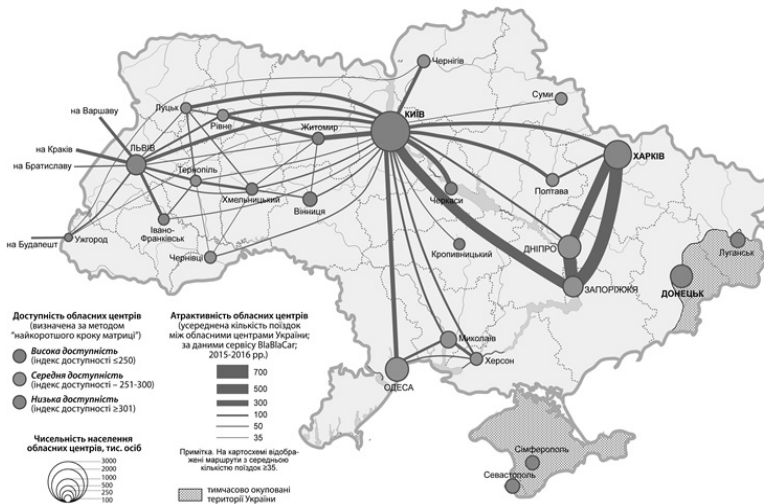 Чернігів
Суми
Луцьк
Рівне
КИЇВ
на Варшаву
Житомир
ХАРКІВ
на Краків
ЛЬВІВ
на Братиславу
Тернопіль
Хмельницький
Полтава
Черкаси
Вінниця
Івано-
Франківськ
Ужгород
на Будапешт
Чернівці
ДНІПРО
Кропивницький
Луганськ
ЗАПОРІЖЖЯ
ДОНЕЦЬК
Миколаїв
Херсон
ОДЕСА
Сімферополь
Севастополь
Доступність обласних центрів
(визначена за методом
"найкоротшого кроку матриці")
Висока доступність
(індекс доступності ≤250)
Середня доступність
(індекс доступності – 251-300)
Низька доступність
(індекс доступності ≥301)
Чисельність населення
обласних центрів, тис. осіб
3000
2000
1000
500
250
100
Атрактивність обласних центрів
(усереднена кількість поїздок
між обласними центрами України;
за даними сервісу BlaBlaCar;
2015-2016 рр.)
700
500
300
100
50
35
Примітка. На картосхемі відобра-
жені маршрути з середньою
кількістю поїздок ≥35.
тимчасово окуповані
території України